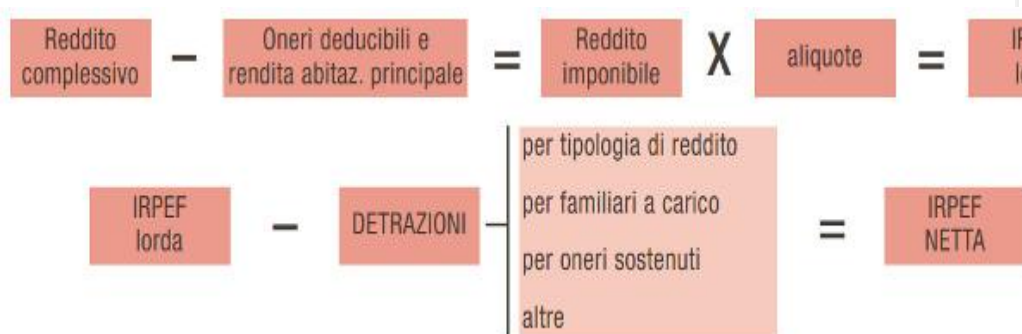 Reddito
complessivo
–
Oneri deducibili e
rendita abitaz. principale
=
Reddito
imponibile
X
aliquote
=
IRPEF
lorda
–
DETRAZIONI
per tipologia di reddito
per familiari a carico
per oneri sostenuti
altre
=
IRPEF
NETTA